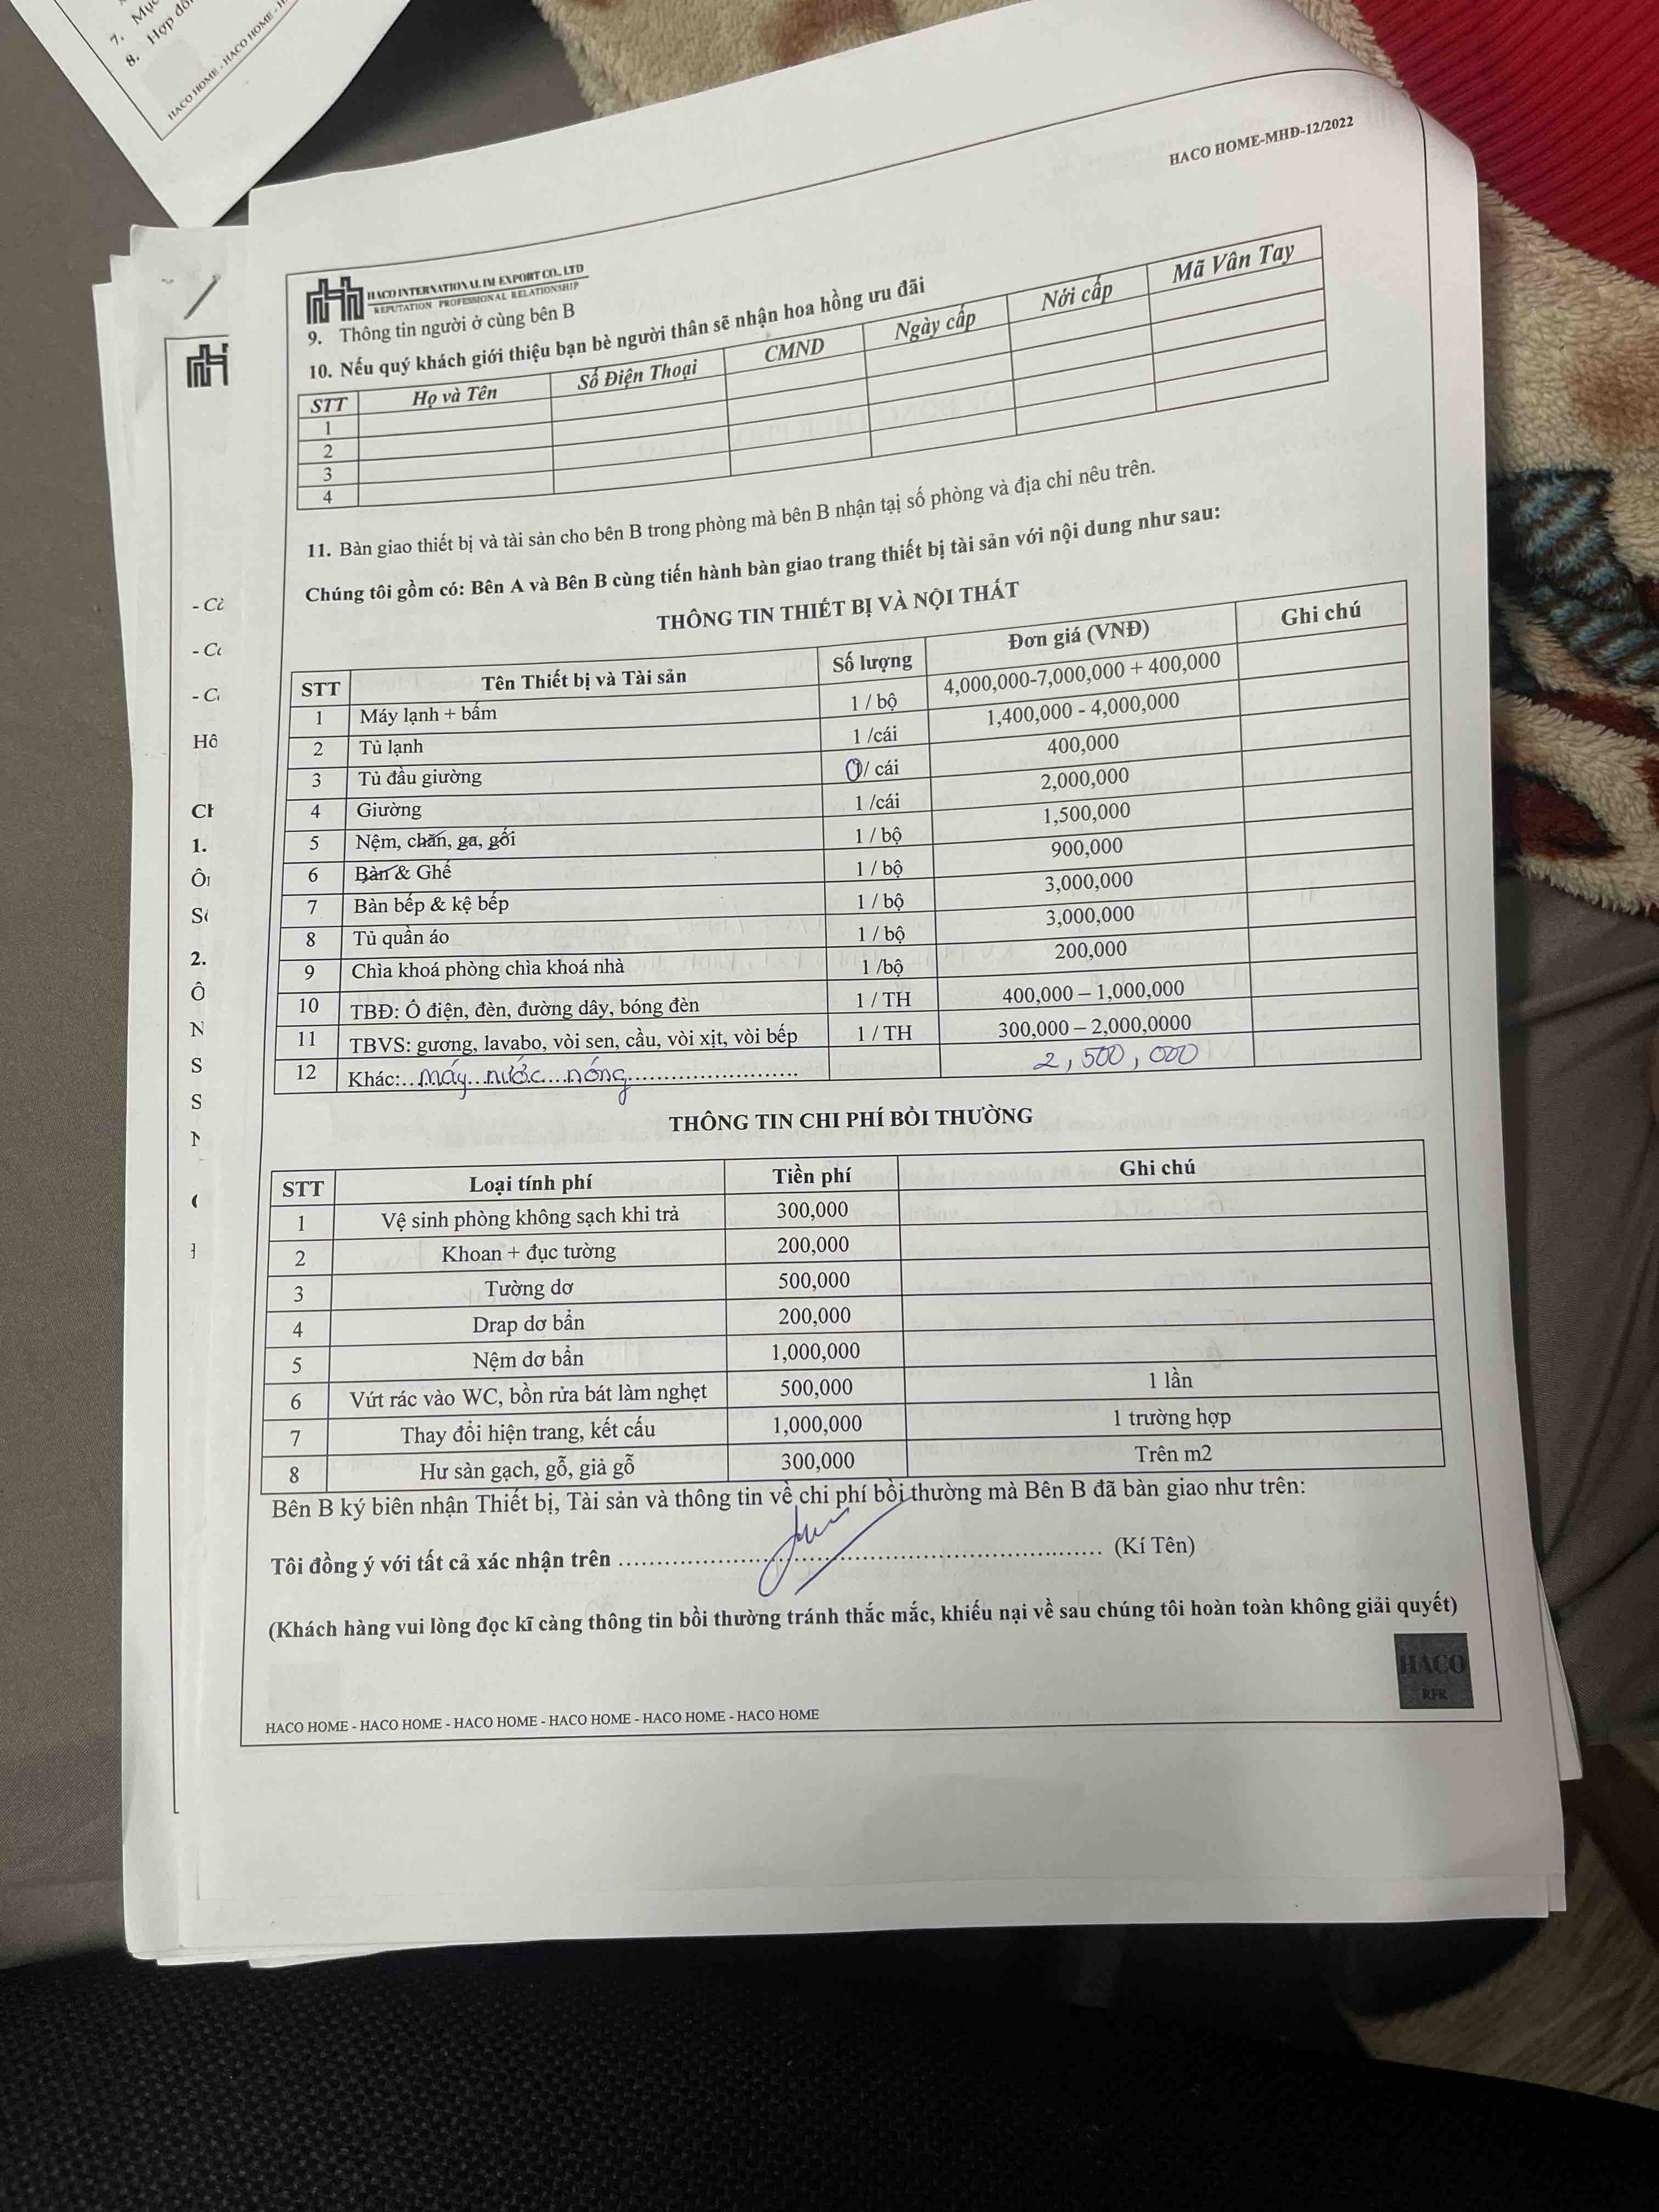 7. Mục
8. Hợp đồ
HACO HOME - HACO HOME -
HACO HOME-MHĐ-12/2022
HACO INTERNATIONAL IM EXPORT CO., LTD
REPUTATION PROFESSIONAL RELATIONSHIP
9. Thông tin người ở cùng bên B
10. Nếu quý khách giới thiệu bạn bè người thân sẽ nhận hoa hồng ưu đãi
STT Họ và Tên Số Điện Thoại CMND Ngày cấp Nới cấp Mã Vân Tay
1
2
3
4
11. Bàn giao thiết bị và tài sản cho bên B trong phòng mà bên B nhận tại số phòng và địa chỉ nêu trên.
Chúng tôi gồm có: Bên A và Bên B cùng tiến hành bàn giao trang thiết bị tài sản với nội dung như sau:
THÔNG TIN THIẾT BỊ VÀ NỘI THẤT
STT Tên Thiết bị và Tài sản Số lượng Đơn giá (VNĐ) Ghi chú
1 Máy lạnh + bấm 1 / bộ 4,000,000-7,000,000 + 400,000
2 Tủ lạnh 1 /cái 1,400,000 - 4,000,000
3 Tủ đầu giường / cái 400,000
4 Giường 1 /cái 2,000,000
5 Nệm, chăn, ga, gối 1 / bộ 1,500,000
6 Bàn & Ghế 1 / bộ 900,000
7 Bàn bếp & kệ bếp 1 / bộ 3,000,000
8 Tủ quần áo 1 / bộ 3,000,000
9 Chìa khoá phòng chìa khoá nhà 1 /bộ 200,000
10 TBĐ: Ổ điện, đèn, đường dây, bóng đèn 1 / TH 400,000 – 1,000,000
11 TBVS: gương, lavabo, vòi sen, cầu, vòi xịt, vòi bếp 1 / TH 300,000 – 2,000,0000
12 Khác: máy nước nóng 2,500,000
THÔNG TIN CHI PHÍ BỒI THƯỜNG
STT Loại tính phí Tiền phí Ghi chú
1 Vệ sinh phòng không sạch khi trả 300,000
2 Khoan + đục tường 200,000
3 Tường dơ 500,000
4 Drap dơ bẩn 200,000
5 Nệm dơ bẩn 1,000,000
6 Vứt rác vào WC, bồn rửa bát làm nghẹt 500,000 1 lần
7 Thay đổi hiện trang, kết cấu 1,000,000 1 trường hợp
8 Hư sàn gạch, gỗ, giả gỗ 300,000 Trên m2
Bên B ký biên nhận Thiết bị, Tài sản và thông tin về chi phí bồi thường mà Bên B đã bàn giao như trên:
Tôi đồng ý với tất cả xác nhận trên (Kí Tên)
(Khách hàng vui lòng đọc kĩ càng thông tin bồi thường tránh thắc mắc, khiếu nại về sau chúng tôi hoàn toàn không giải quyết)
HACO
RFR
HACO HOME - HACO HOME - HACO HOME - HACO HOME - HACO HOME - HACO HOME
1.
2.